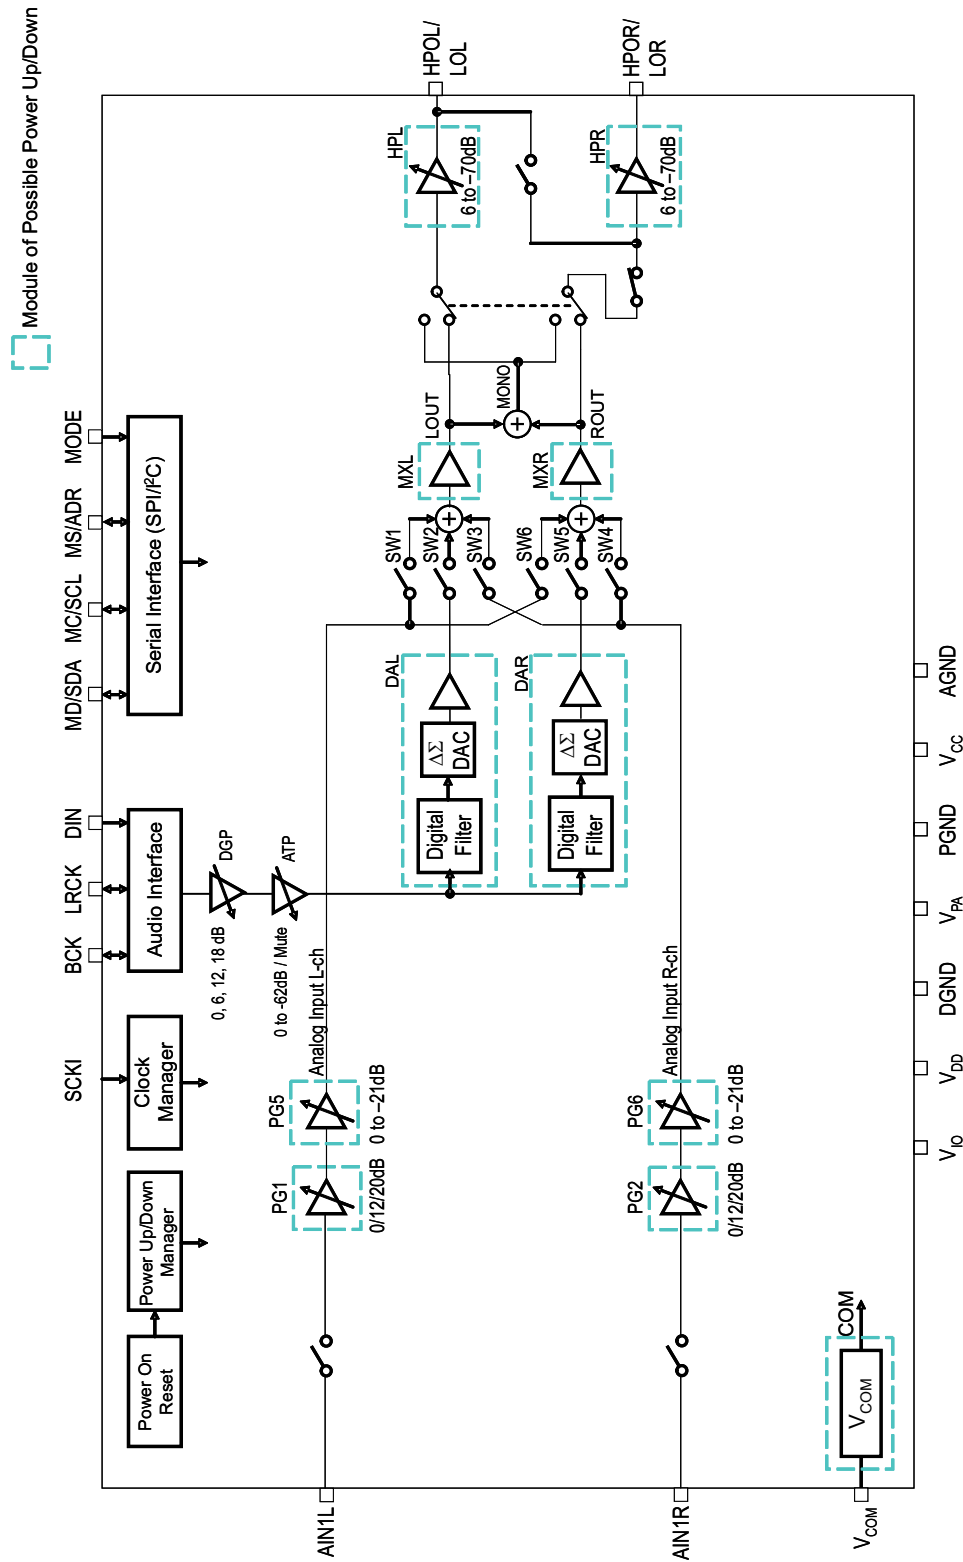 Module of Possible Power Up/Down
SCKI
BCK
LRCK
DIN
MD/SDA
MC/SCL
MS/ADR
MODE
Power On
Reset
Power Up/Down
Manager
Clock
Manager
Audio Interface
Serial Interface (SPI/I²C)
DGP
0, 6, 12, 18 dB
ATP
0 to -62dB / Mute
AIN1L
PG1
0/12/20dB
PG5
0 to –21dB
Analog Input L-ch
DAL
Digital
Filter
ΔΣ
DAC
SW1
SW2
SW3
MXL
LOUT
MONO
HPL
6 to –70dB
HPOL/
LOL
DAR
Digital
Filter
ΔΣ
DAC
SW6
SW5
SW4
MXR
ROUT
HPR
6 to –70dB
HPOR/
LOR
AIN1R
PG2
0/12/20dB
PG6
0 to –21dB
Analog Input R-ch
VCOM
VCOM
COM
VIO
VDD
DGND
VPA
PGND
VCC
AGND